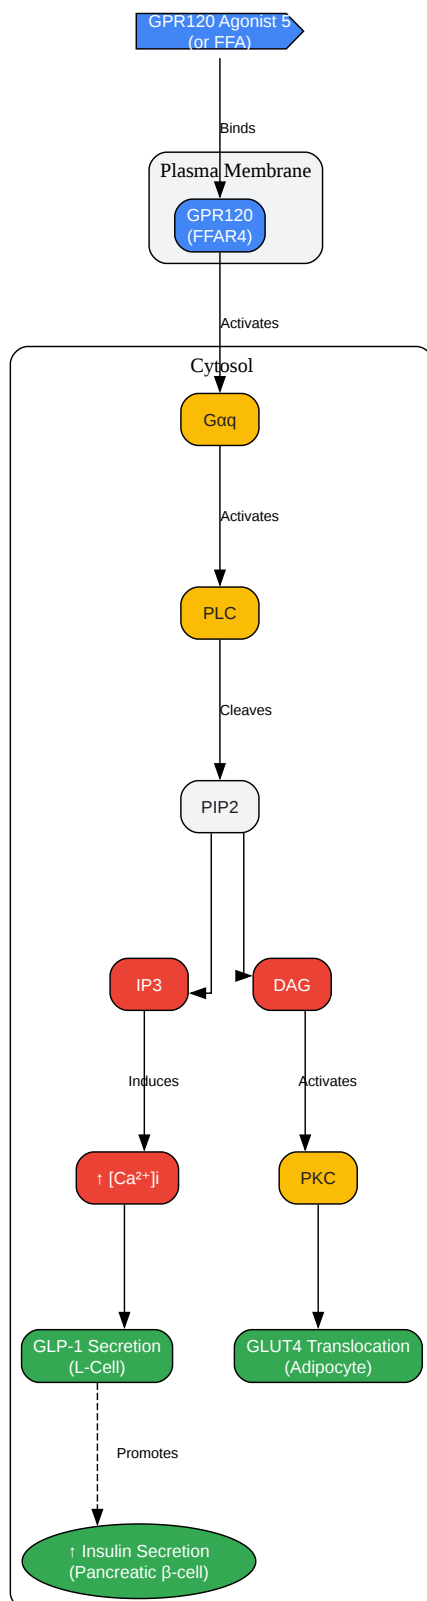 GPR120 Agonist 5
(or FFA)
Binds
Plasma Membrane
GPR120
(FFAR4)
Activates
Cytosol
Gαq
Activates
PLC
Cleaves
PIP2
IP3
DAG
Induces
Activates
↑ [Ca²⁺]i
PKC
GLP-1 Secretion
(L-Cell)
GLUT4 Translocation
(Adipocyte)
Promotes
↑ Insulin Secretion
(Pancreatic β-cell)